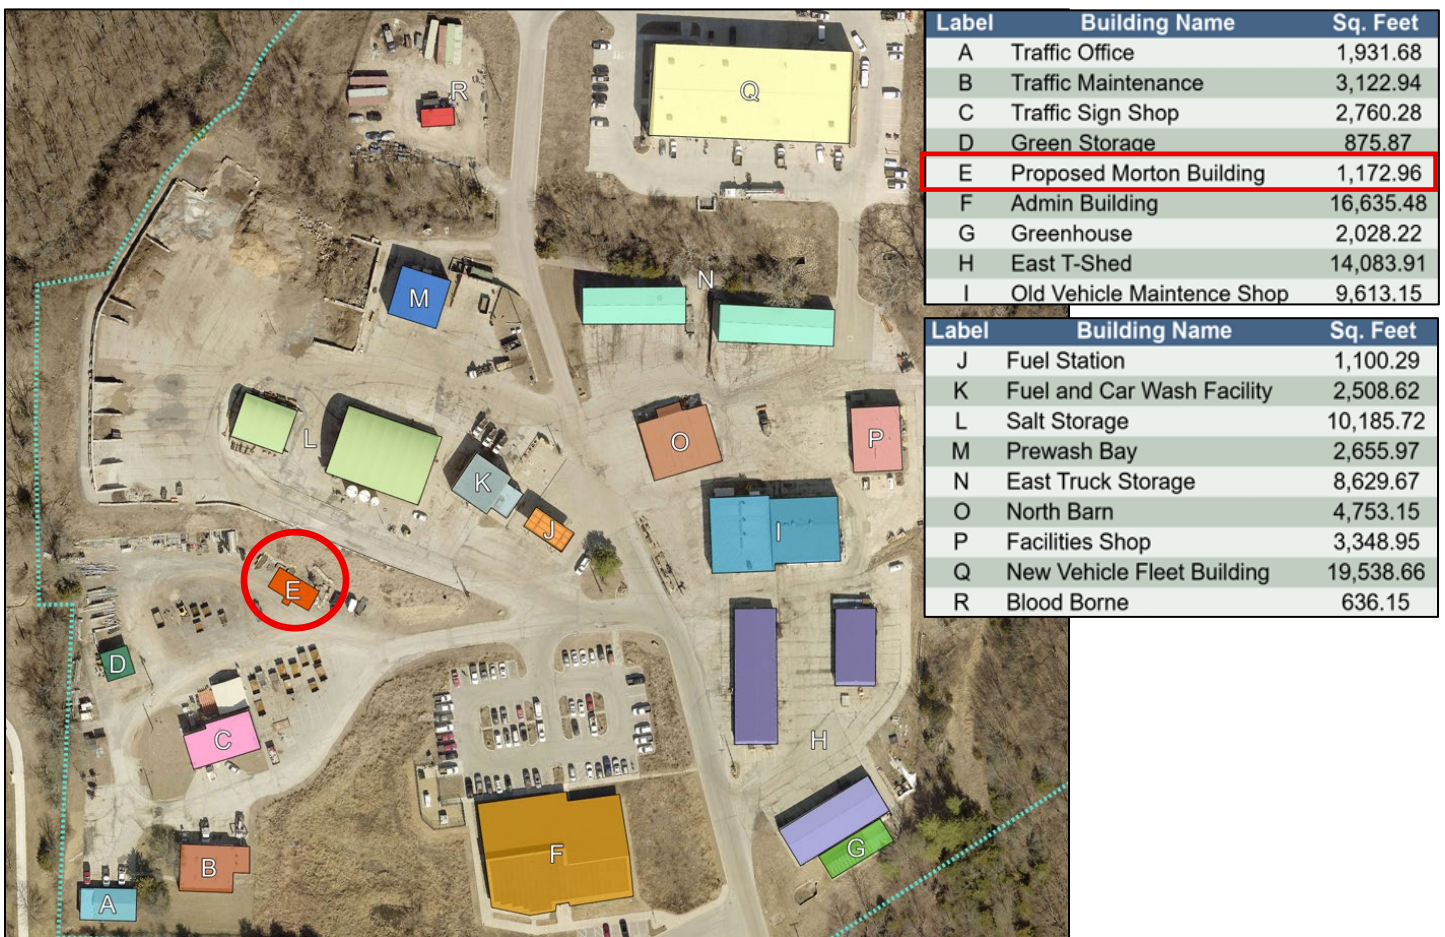 Label Building Name Sq. Feet
A Traffic Office 1,931.68
B Traffic Maintenance 3,122.94
C Traffic Sign Shop 2,760.28
D Green Storage 875.87
E Proposed Morton Building 1,172.96
F Admin Building 16,635.48
G Greenhouse 2,028.22
H East T-Shed 14,083.91
I Old Vehicle Maintence Shop 9,613.15
Label Building Name Sq. Feet
J Fuel Station 1,100.29
K Fuel and Car Wash Facility 2,508.62
L Salt Storage 10,185.72
M Prewash Bay 2,655.97
N East Truck Storage 8,629.67
O North Barn 4,753.15
P Facilities Shop 3,348.95
Q New Vehicle Fleet Building 19,538.66
R Blood Borne 636.15
R
Q
N
M
L
O
P
K
J
I
E
D
C
H
B
F
G
A